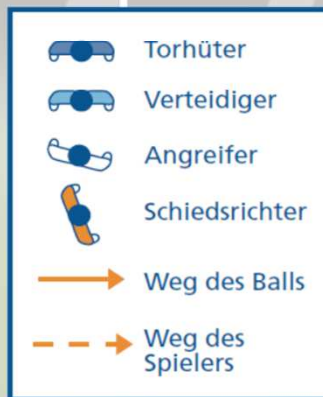 Torhüter
Verteidiger
Angreifer
Schiedsrichter
Weg des Balls
Weg des
Spielers